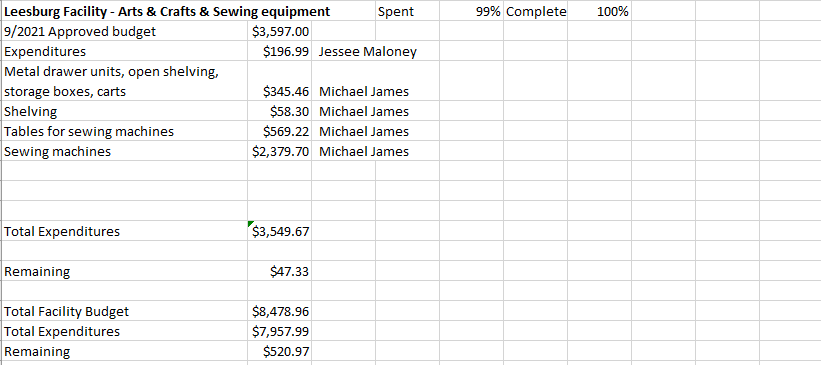 Leesburg Facility - Arts & Crafts & Sewing equipment Spent 99% Complete 100%
9/2021 Approved budget $3,597.00
Expenditures $196.99 Jessee Maloney
Metal drawer units, open shelving,
storage boxes, carts $345.46 Michael James
Shelving $58.30 Michael James
Tables for sewing machines $569.22 Michael James
Sewing machines $2,379.70 Michael James
Total Expenditures $3,549.67
Remaining $47.33
Total Facility Budget $8,478.96
Total Expenditures $7,957.99
Remaining $520.97